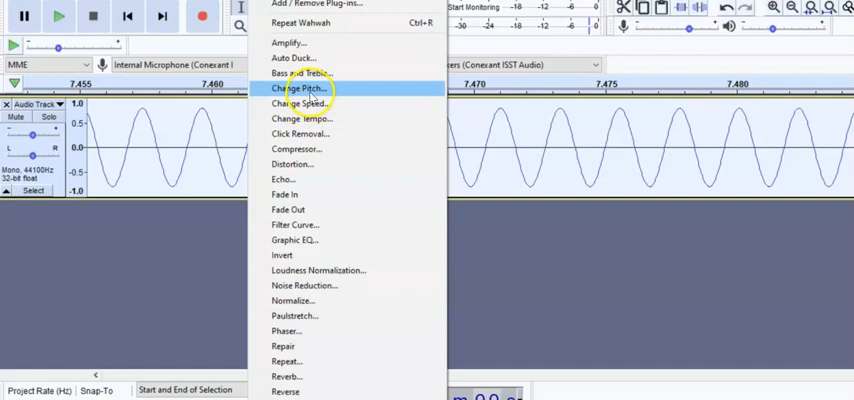 Add / Remove Plug-ins...
Start Monitoring
-18 -12 -6 0
Repeat Wahwah Ctrl+R
-30 -24 -18 -12 -6 0
Amplify...
Auto Duck...
MME
Internal Microphone (Conexant I
Bass and Treble...
kers (Conexant ISST Audio)
7.455 7.460 7.470 7.475 7.480
Change Pitch...
Change Speed...
Change Tempo...
Click Removal...
Compressor...
Distortion...
Echo...
Fade In
Fade Out
Filter Curve...
Graphic EQ...
Invert
Loudness Normalization...
Noise Reduction...
Normalize...
Paulstretch...
Phaser...
Repair
Repeat...
Reverb...
Reverse
Audio Track
Mute Solo
L R
Mono, 44100Hz
32-bit float
Select
1.0
0.5
0.0
-0.5
-1.0
Project Rate (Hz) Snap-To Start and End of Selection